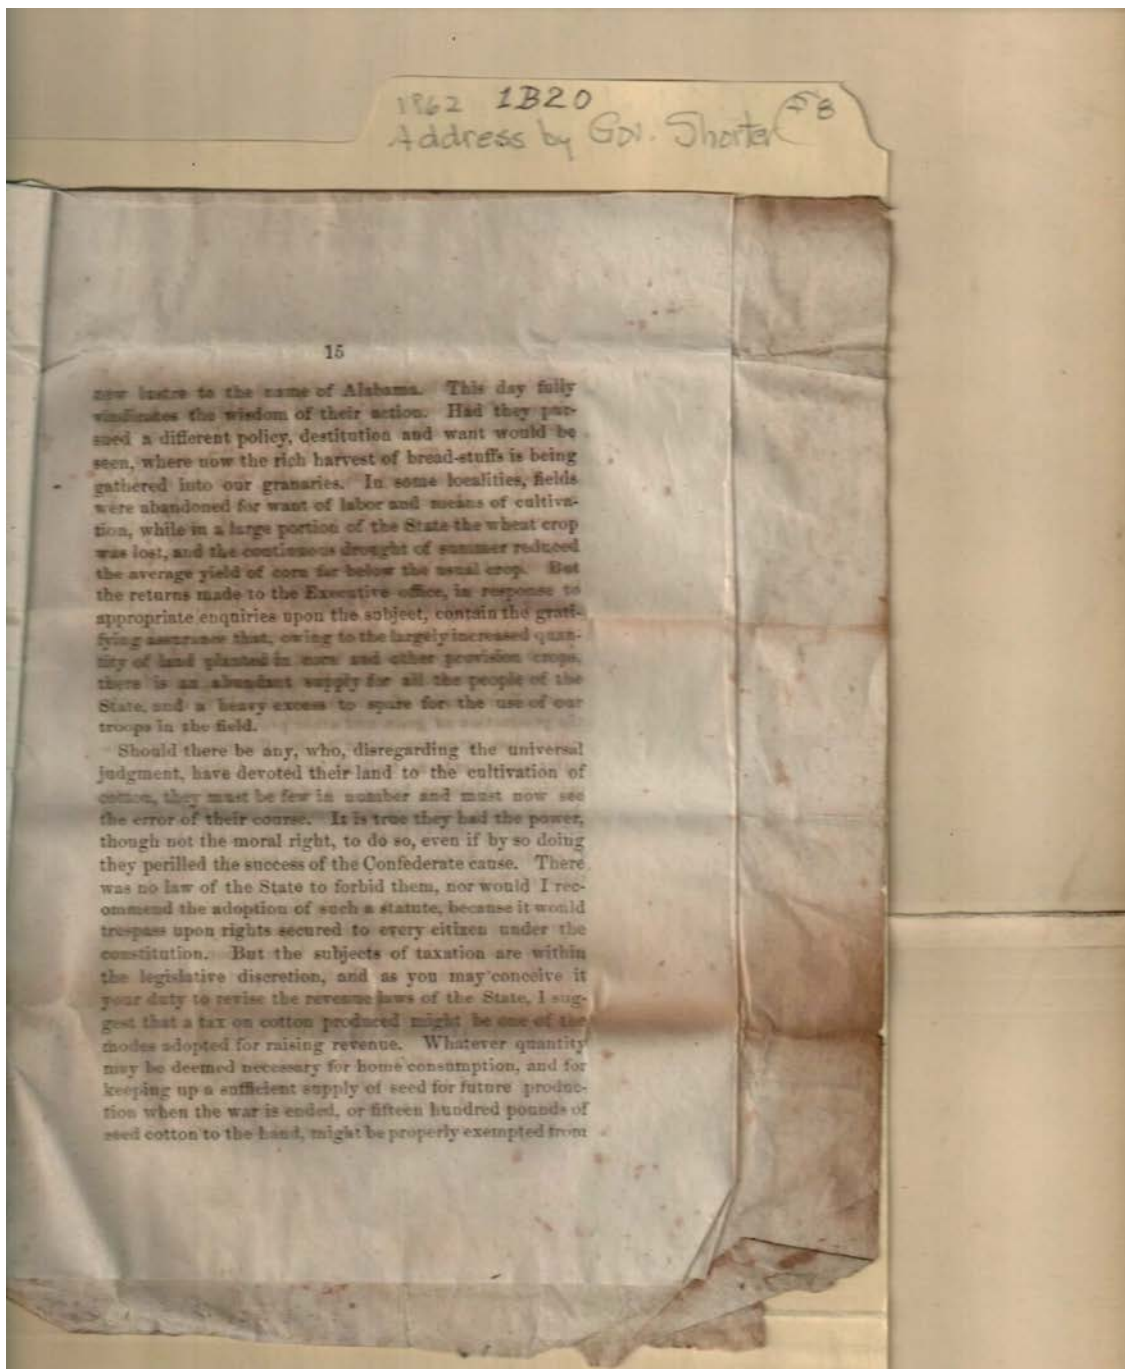 1862 1B20 58
Address by Gov. Shorter
15
new lustre to the name of Alabama. This day fully
vindicates the wisdom of their action. Had they pur-
sued a different policy, destitution and want would be
seen, where now the rich harvest of bread-stuffs is being
gathered into our granaries. In some localities, fields
were abandoned for want of labor and means of cultiva-
tion, while in a large portion of the State the wheat crop
was lost, and the continuous drought of summer reduced
the average yield of corn far below the usual crop. But
the returns made to the Executive office, in response to
appropriate enquiries upon the subject, contain the grati-
fying assurance that, owing to the largely increased quan-
tity of land planted in corn and other provision crops,
there is an abundant supply for all the people of the
State, and a heavy excess to spare for the use of our
troops in the field.
Should there be any, who, disregarding the universal
judgment, have devoted their land to the cultivation of
cotton, they must be few in number and must now see
the error of their course. It is true they had the power,
though not the moral right, to do so, even if by so doing
they perilled the success of the Confederate cause. There
was no law of the State to forbid them, nor would I rec-
ommend the adoption of such a statute, because it would
trespass upon rights secured to every citizen under the
constitution. But the subjects of taxation are within
the legislative discretion, and as you may conceive it
your duty to revise the revenue laws of the State, I sug-
gest that a tax on cotton produced might be one of the
modes adopted for raising revenue. Whatever quantity
may be deemed necessary for home consumption, and for
keeping up a sufficient supply of seed for future produc-
tion when the war is ended, or fifteen hundred pounds of
seed cotton to the hand, might be properly exempted from